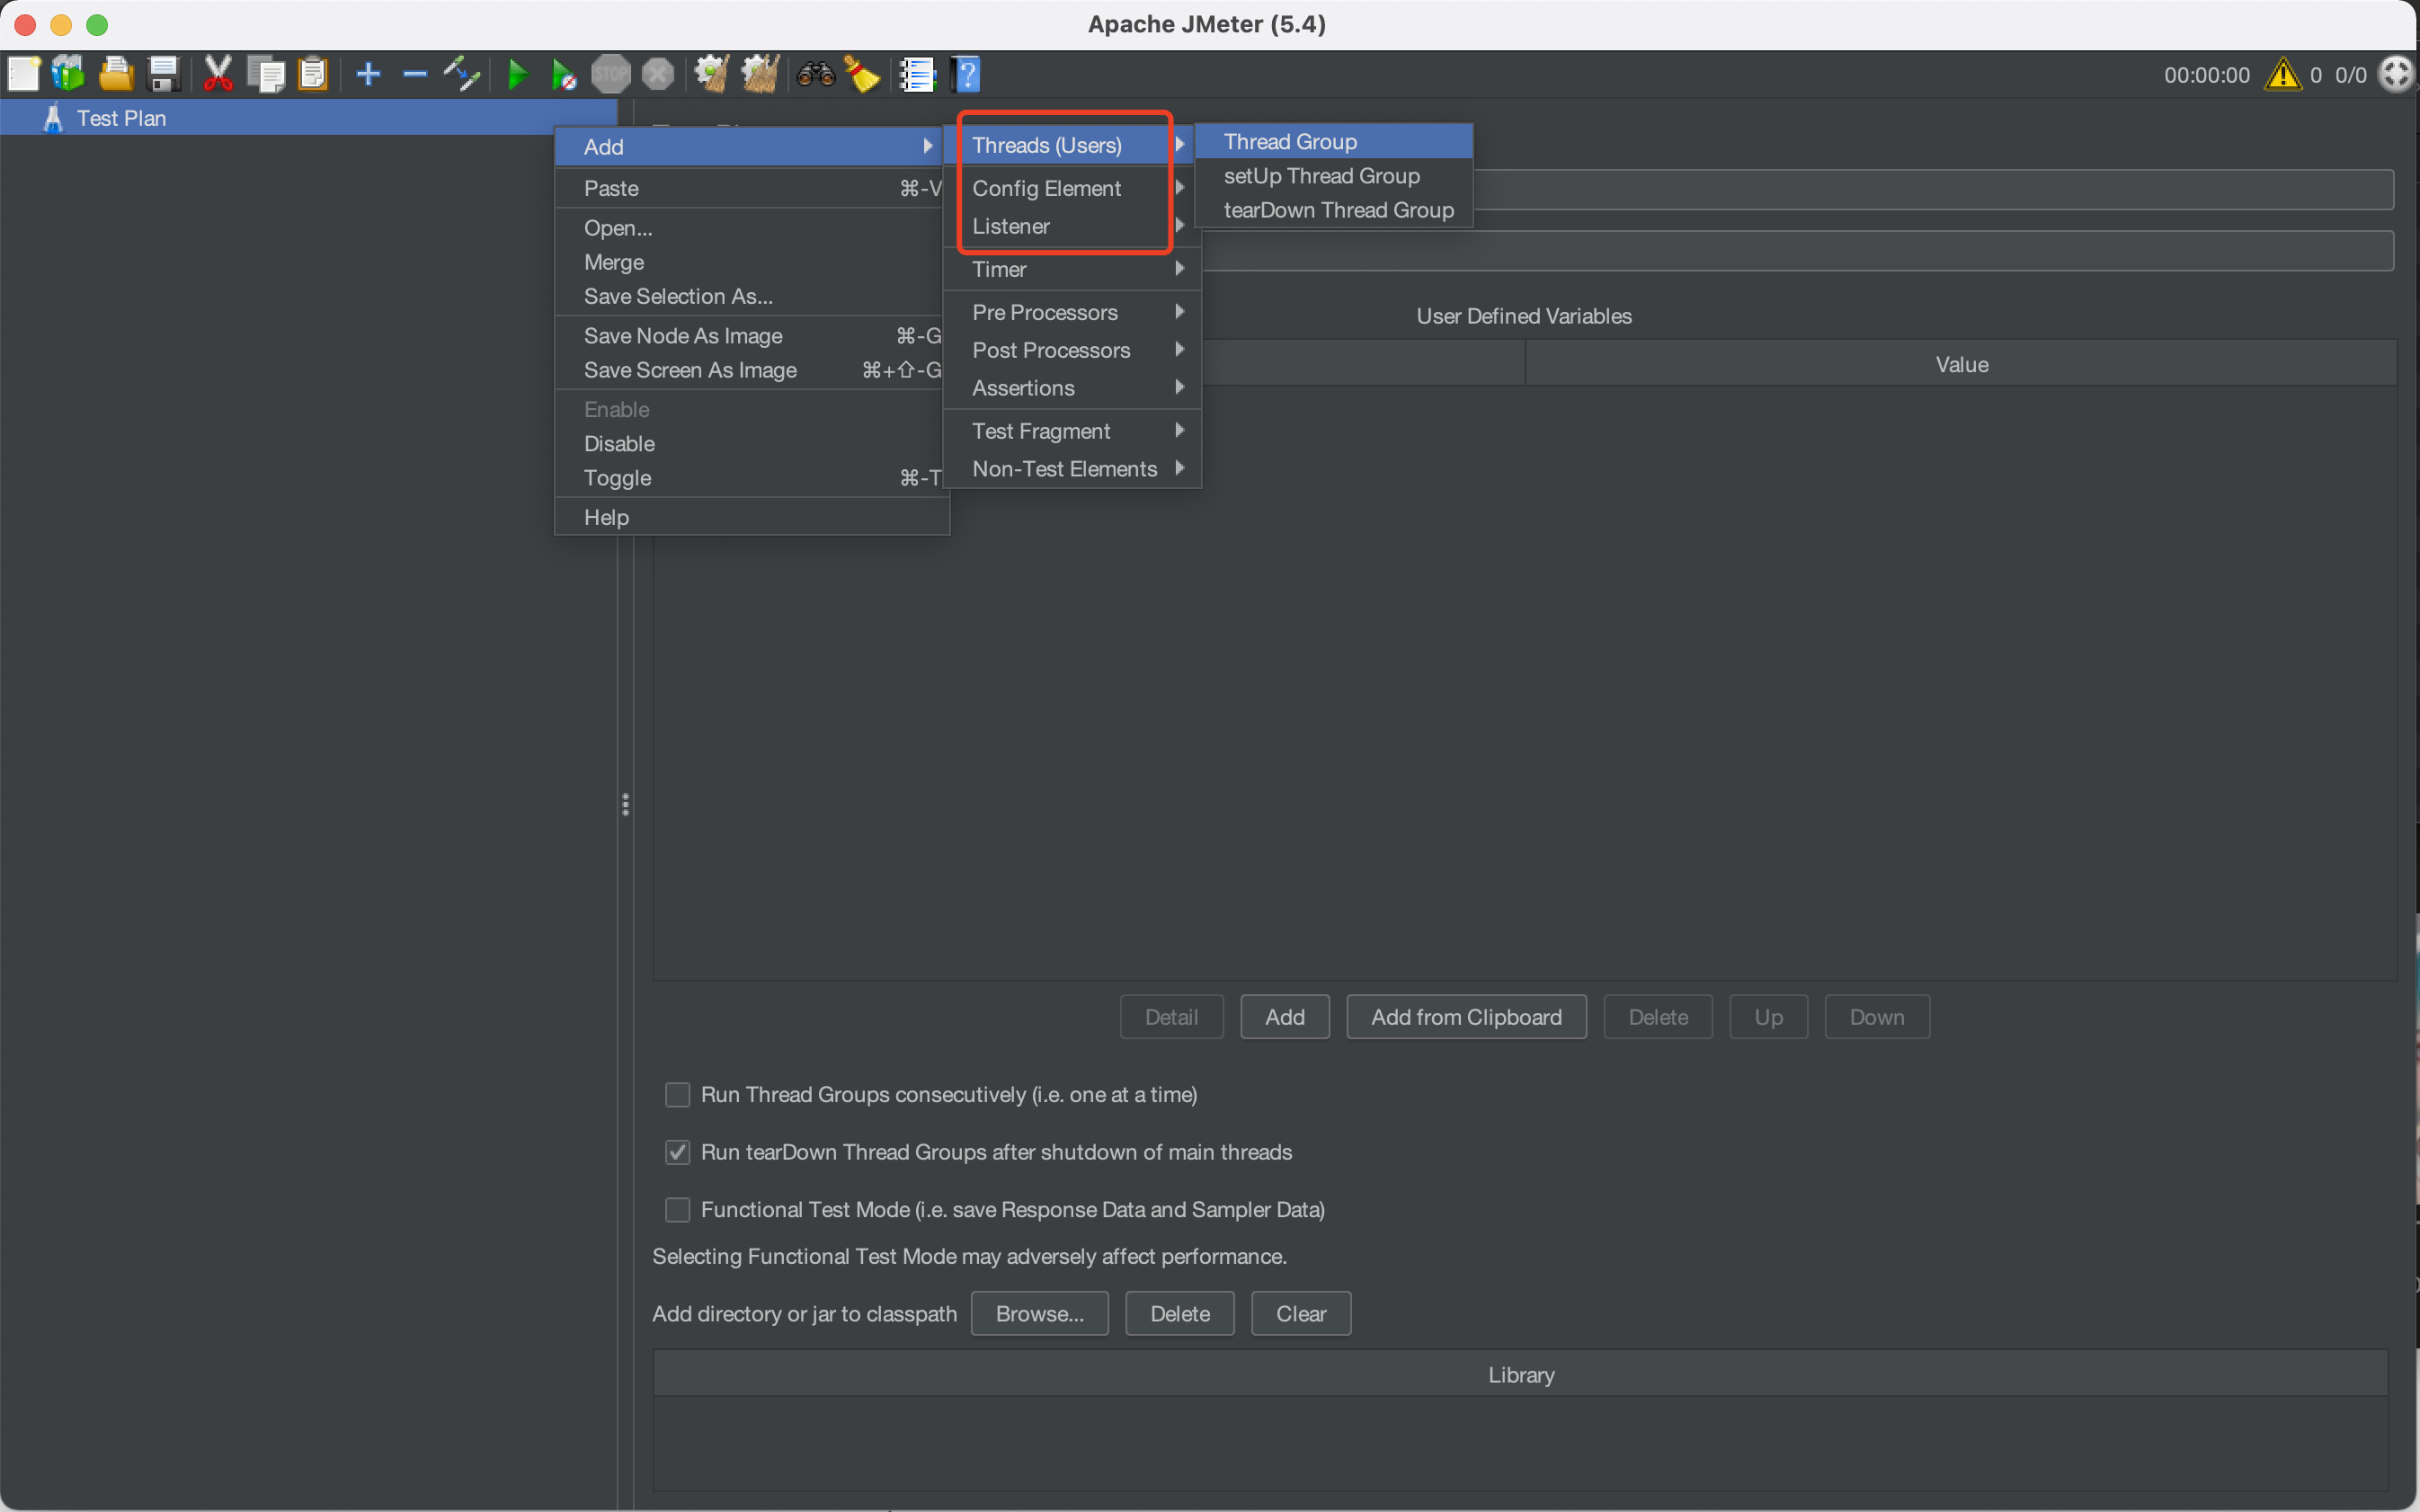 Apache JMeter (5.4)
STOP
00:00:00 0 0/0
Test Plan
Add
Paste ⌘-V
Open...
Merge
Save Selection As...
Save Node As Image ⌘-G
Save Screen As Image ⌘+⇧-G
Enable
Disable
Toggle ⌘-T
Help
Threads (Users)
Config Element
Listener
Timer
Pre Processors
Post Processors
Assertions
Test Fragment
Non-Test Elements
Thread Group
setUp Thread Group
tearDown Thread Group
User Defined Variables
Value
Detail Add Add from Clipboard Delete Up Down
Run Thread Groups consecutively (i.e. one at a time)
Run tearDown Thread Groups after shutdown of main threads
Functional Test Mode (i.e. save Response Data and Sampler Data)
Selecting Functional Test Mode may adversely affect performance.
Add directory or jar to classpath Browse... Delete Clear
Library